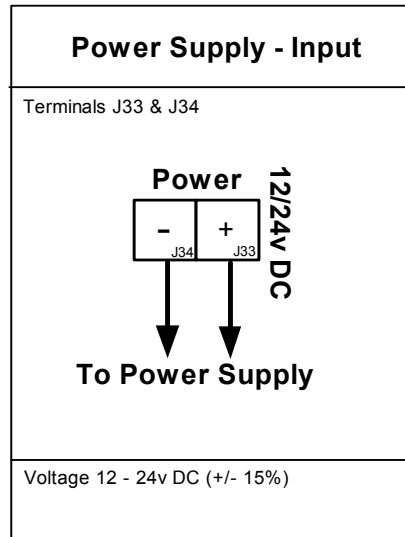 Power Supply - Input
Terminals J33 & J34
Power
12/24v DC
- +
J34 J33
To Power Supply
Voltage 12 - 24v DC (+/- 15%)